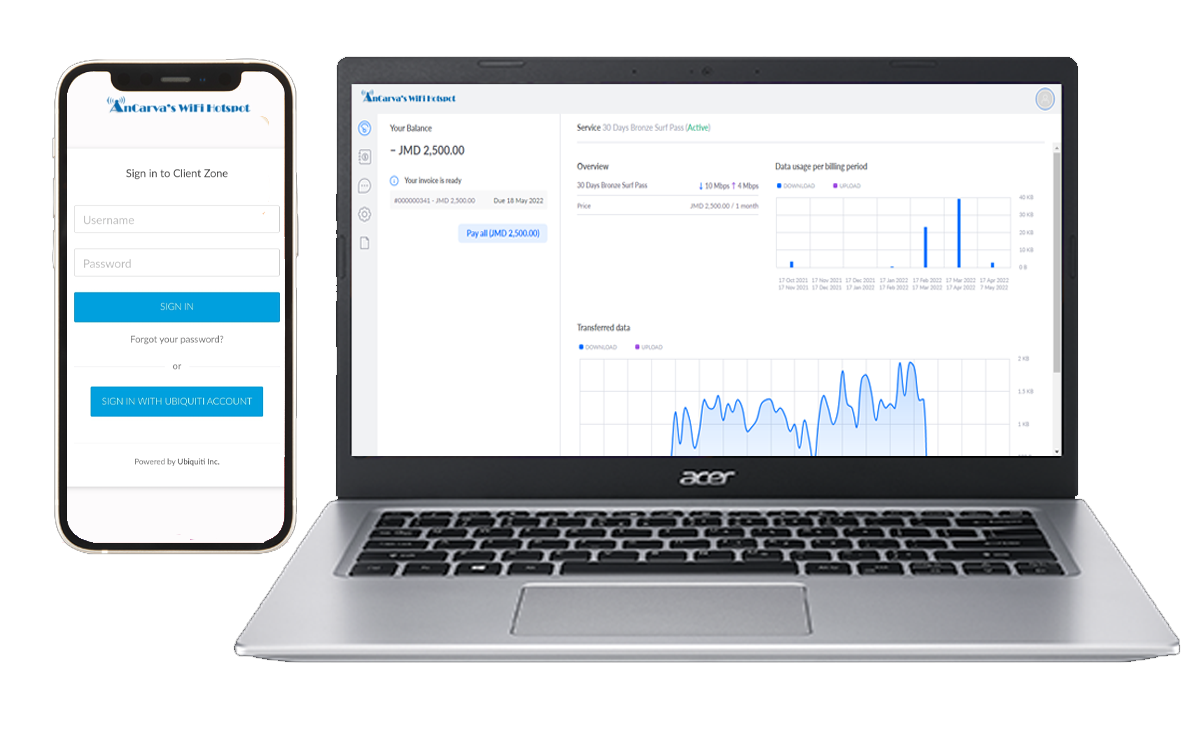 AnCarva's WiFi Hotspot
Sign in to Client Zone
Username
Password
SIGN IN
Forgot your password?
or
SIGN IN WITH UBIQUITI ACCOUNT
Powered by Ubiquiti Inc.
AnCarva's WiFi Hotspot
Your Balance
– JMD 2,500.00
Your invoice is ready
#000000341 - JMD 2,500.00 Due 18 May 2022
Pay all (JMD 2,500.00)
Service 30 Days Bronze Surf Pass (Active)
Overview
30 Days Bronze Surf Pass ↓ 10 Mbps ↑ 4 Mbps
Price JMD 2,500.00 / 1 month
Data usage per billing period
DOWNLOAD UPLOAD
40 KB
30 KB
20 KB
10 KB
0 B
17 Oct 2021 17 Nov 2021 17 Dec 2021 17 Jan 2022 17 Feb 2022 17 Mar 2022 17 Apr 2022
17 Nov 2021 17 Dec 2021 17 Jan 2022 17 Feb 2022 17 Mar 2022 17 Apr 2022 7 May 2022
Transferred data
DOWNLOAD UPLOAD
2 KB
1.5 KB
1 KB
acer